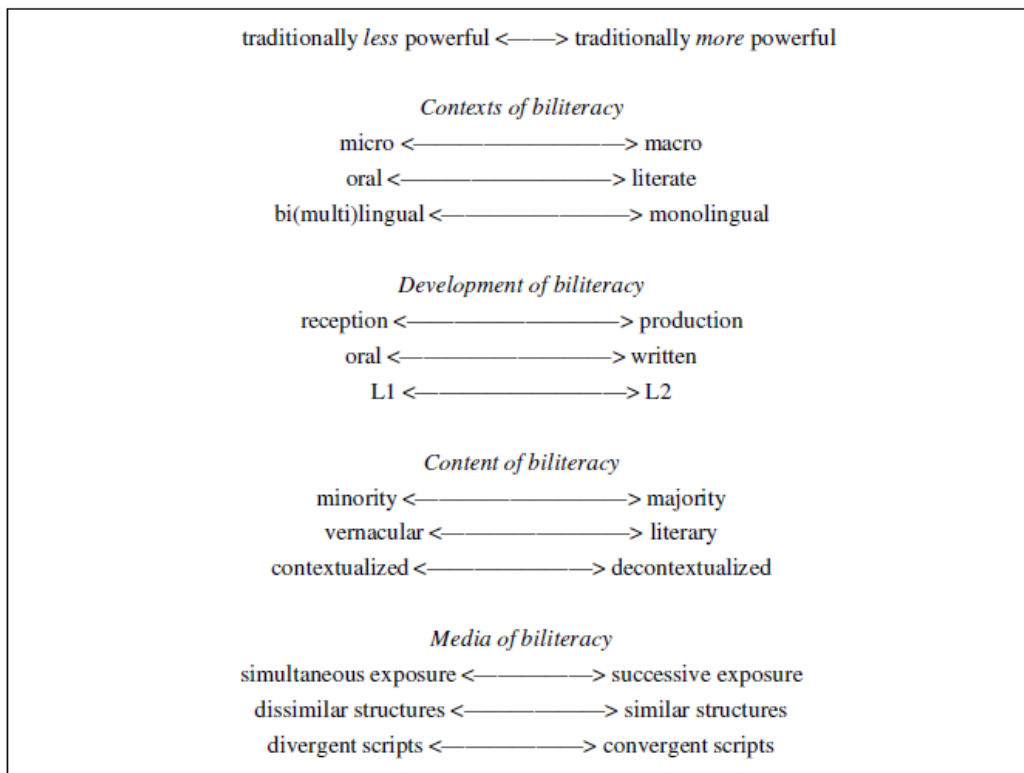 traditionally less powerful <——> traditionally more powerful
Contexts of biliteracy
micro <—————————> macro
oral <—————————> literate
bi(multi)lingual <————————> monolingual
Development of biliteracy
reception <—————————> production
oral <—————————> written
L1 <—————————> L2
Content of biliteracy
minority <—————————> majority
vernacular <————————> literary
contextualized <———————> decontextualized
Media of biliteracy
simultaneous exposure <—————> successive exposure
dissimilar structures <——————> similar structures
divergent scripts <——————> convergent scripts